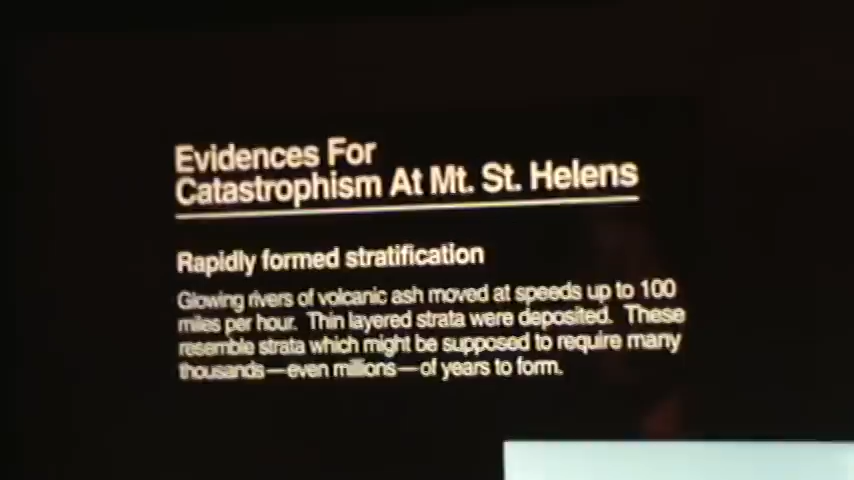 Evidences For
Catastrophism At Mt. St. Helens
Rapidly formed stratification
Glowing rivers of volcanic ash moved at speeds up to 100
miles per hour. Thin layered strata were deposited. These
resemble strata which might be supposed to require many
thousands—even millions—of years to form.